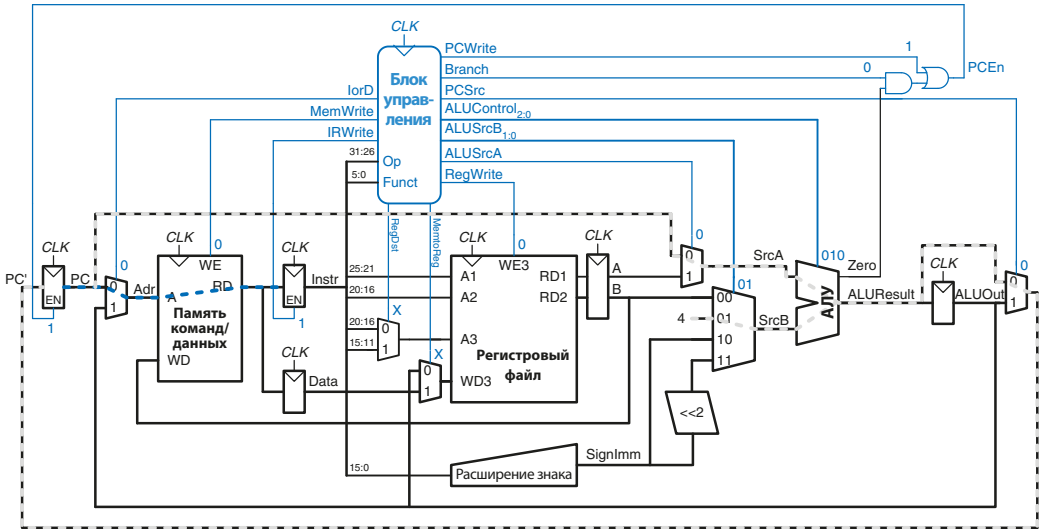 CLK
PCWrite
1
Branch
0
PCEn
Блок
управ-
ления
IorD
PCSrc
MemWrite
ALUControl2:0
IRWrite
ALUSrcB1:0
31:26
Op
ALUSrcA
5:0
Funct
RegWrite
RegDst
MemtoReg
CLK
PC'
PC
EN
1
0
0
1
Adr
CLK
0
WE
A
RD
Память
команд/
данных
WD
CLK
EN
Instr
1
CLK
Data
25:21
20:16
20:16
15:11
X
0
1
X
0
1
CLK
0
WE3
A1
A2
A3
WD3
RD1
RD2
Регистровый
файл
CLK
A
B
0
0
1
SrcA
01
00
01
10
11
4
SrcB
<<2
010
АЛУ
Zero
ALUResult
CLK
ALUOut
0
0
1
15:0
Расширение знака
SignImm